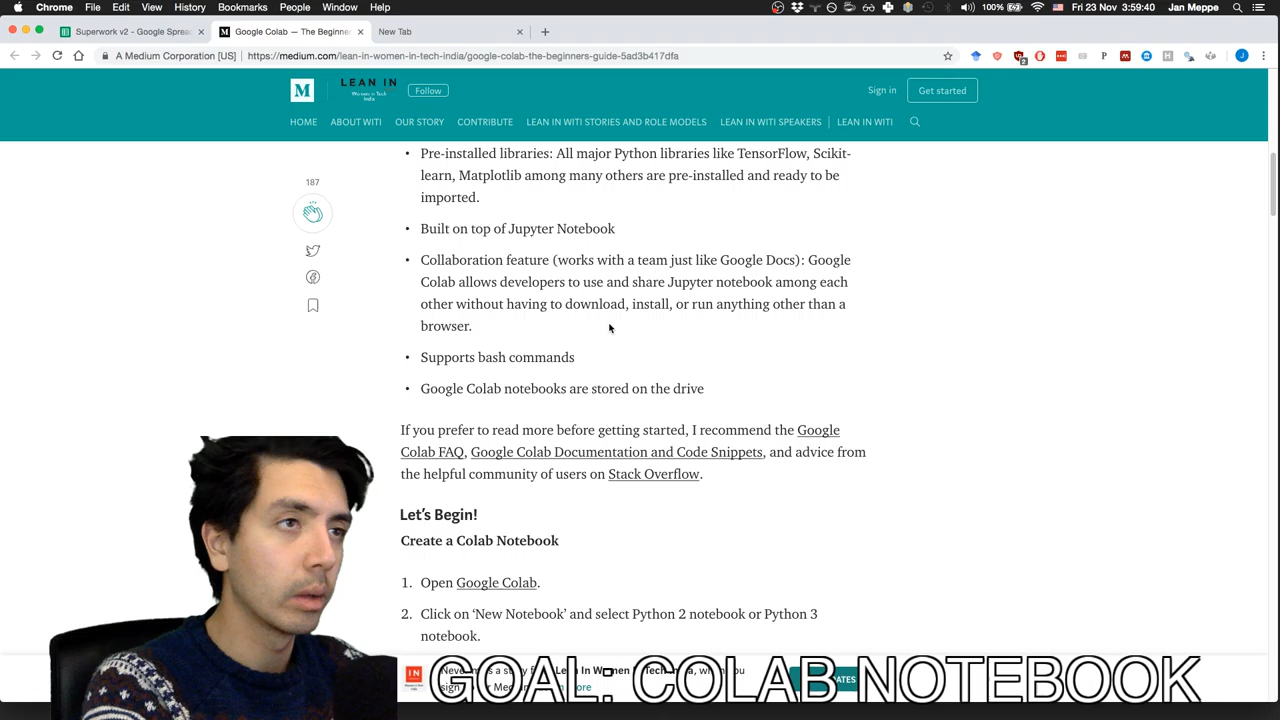 Chrome File Edit View History Bookmarks People Window Help
100% Fri 23 Nov 3:59:40 Jan Meppe
Superwork v2 - Google Sprea
Google Colab — The Beginner
New Tab
A Medium Corporation [US] https://medium.com/lean-in-women-in-tech-india/google-colab-the-beginners-guide-5ad3b417dfa
M LEAN IN
Women in Tech
India
Follow
Sign in Get started
HOME ABOUT WITI OUR STORY CONTRIBUTE LEAN IN WITI STORIES AND ROLE MODELS LEAN IN WITI SPEAKERS LEAN IN WITI
187
• Pre-installed libraries: All major Python libraries like TensorFlow, Scikit-
learn, Matplotlib among many others are pre-installed and ready to be
imported.
• Built on top of Jupyter Notebook
• Collaboration feature (works with a team just like Google Docs): Google
Colab allows developers to use and share Jupyter notebook among each
other without having to download, install, or run anything other than a
browser.
• Supports bash commands
• Google Colab notebooks are stored on the drive
If you prefer to read more before getting started, I recommend the Google
Colab FAQ, Google Colab Documentation and Code Snippets, and advice from
the helpful community of users on Stack Overflow.
Let's Begin!
Create a Colab Notebook
1. Open Google Colab.
2. Click on 'New Notebook' and select Python 2 notebook or Python 3
notebook.
GOAL: COLAB NOTEBOOK